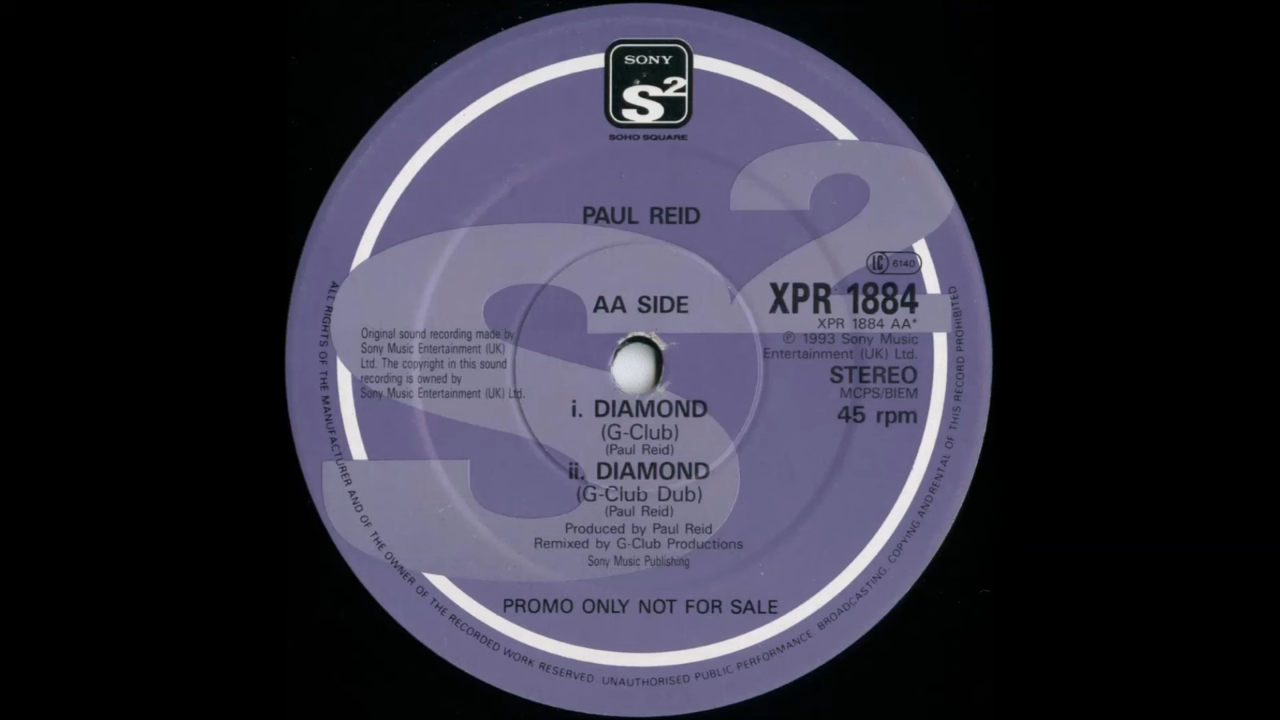 SONY
S2
SOHO SQUARE
PAUL REID
AA SIDE
LC 6140
XPR 1884
XPR 1884 AA*
℗ 1993 Sony Music
Entertainment (UK) Ltd.
STEREO
MCPS/BIEM
45 rpm
Original sound recording made by
Sony Music Entertainment (UK)
Ltd. The copyright in this sound
recording is owned by
Sony Music Entertainment (UK) Ltd.
i. DIAMOND
(G-Club)
(Paul Reid)
ii. DIAMOND
(G-Club Dub)
(Paul Reid)
Produced by Paul Reid
Remixed by G-Club Productions
Sony Music Publishing
PROMO ONLY NOT FOR SALE
ALL RIGHTS OF THE MANUFACTURER AND OF THE OWNER OF THE RECORDED WORK RESERVED. UNAUTHORISED PUBLIC PERFORMANCE. BROADCASTING. COPYING AND RENTAL OF THIS RECORD PROHIBITED
S2